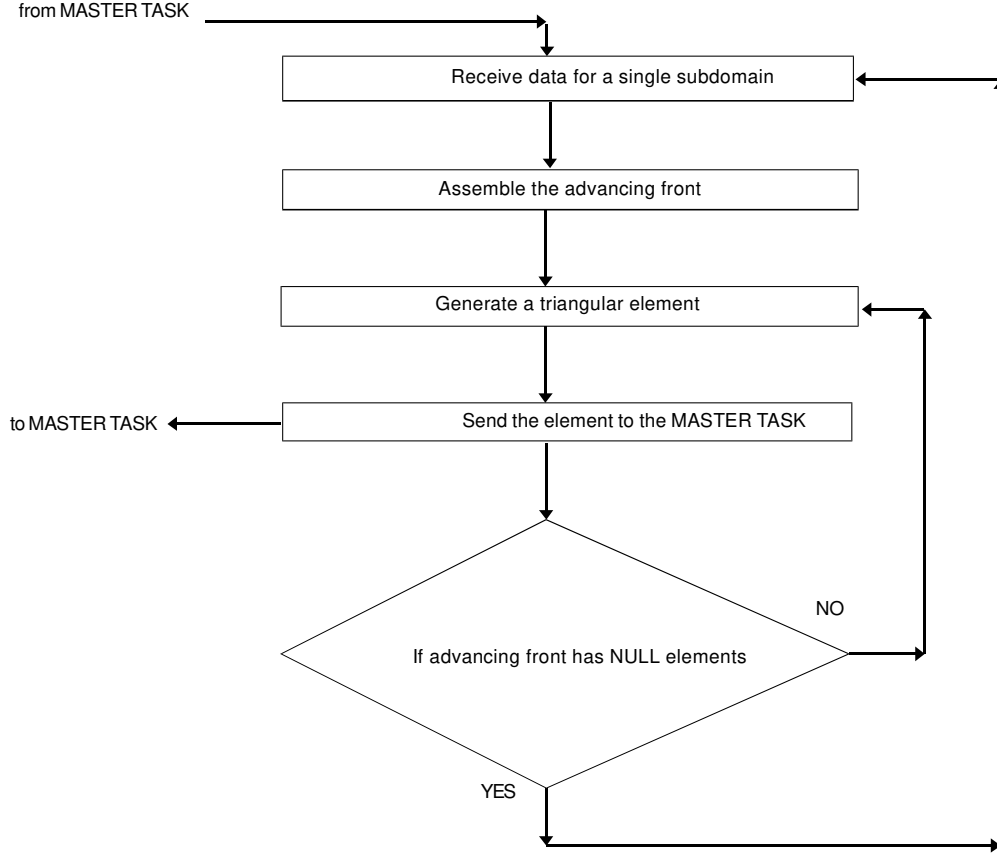 from MASTER TASK
Receive data for a single subdomain
Assemble the advancing front
Generate a triangular element
Send the element to the MASTER TASK
to MASTER TASK
NO
If advancing front has NULL elements
YES